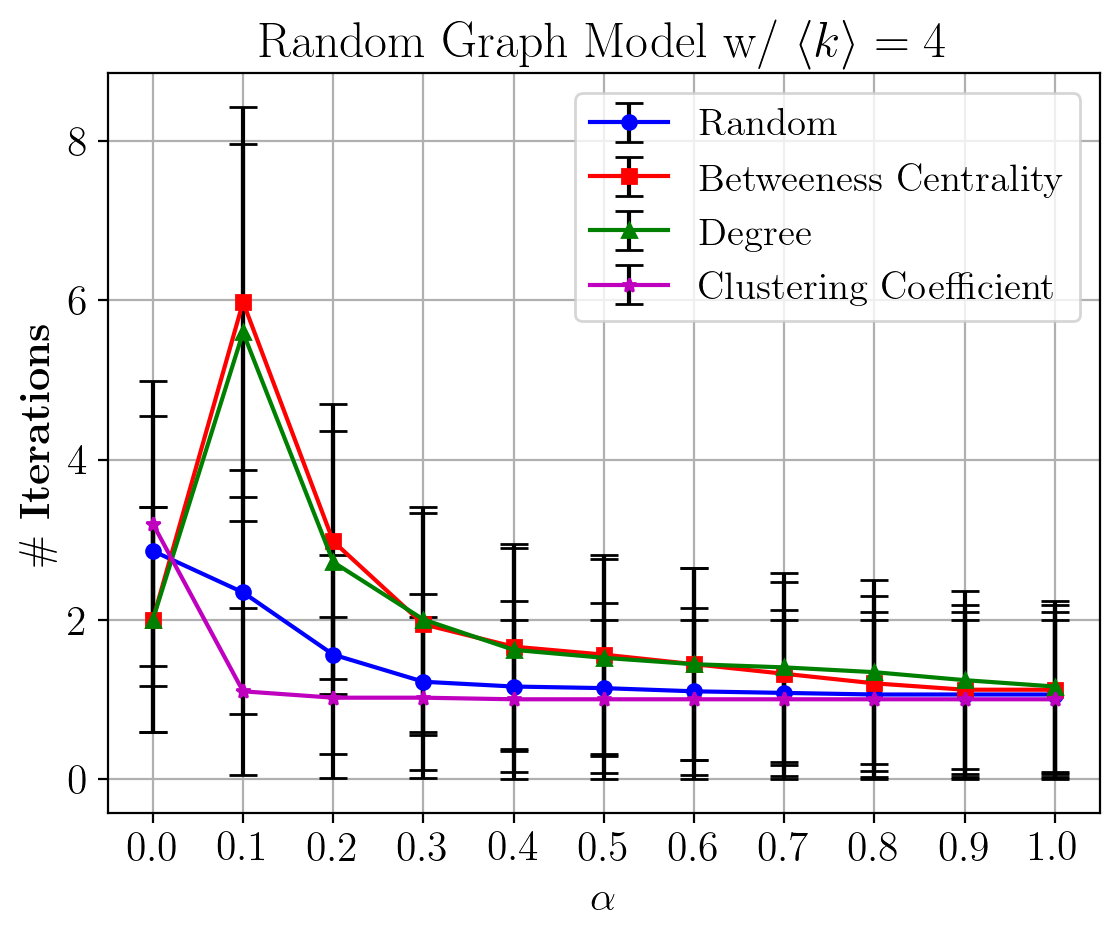 Random Graph Model w/ ⟨k⟩ = 4
# Iterations
8
6
4
2
0
Random
Betweeness Centrality
Degree
Clustering Coefficient
0.0 0.1 0.2 0.3 0.4 0.5 0.6 0.7 0.8 0.9 1.0
α